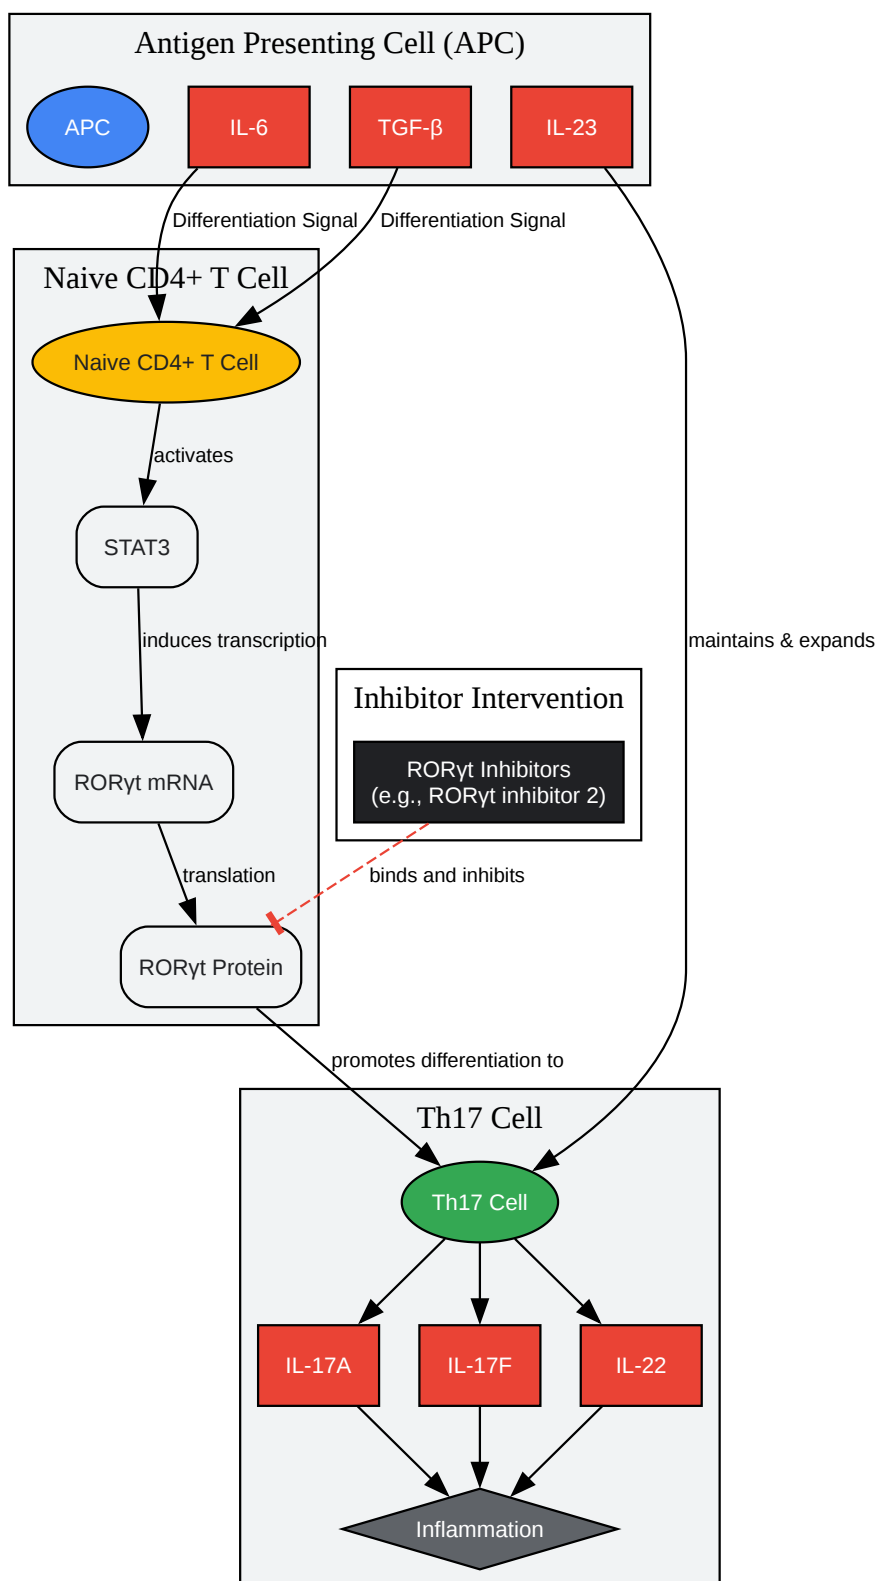 Antigen Presenting Cell (APC)
APC
IL-6
TGF-β
IL-23
Differentiation Signal
Differentiation Signal
Naive CD4+ T Cell
Naive CD4+ T Cell
activates
STAT3
induces transcription
maintains & expands
Inhibitor Intervention
RORγt Inhibitors
(e.g., RORγt inhibitor 2)
RORγt mRNA
translation
binds and inhibits
RORγt Protein
promotes differentiation to
Th17 Cell
Th17 Cell
IL-17A
IL-17F
IL-22
Inflammation